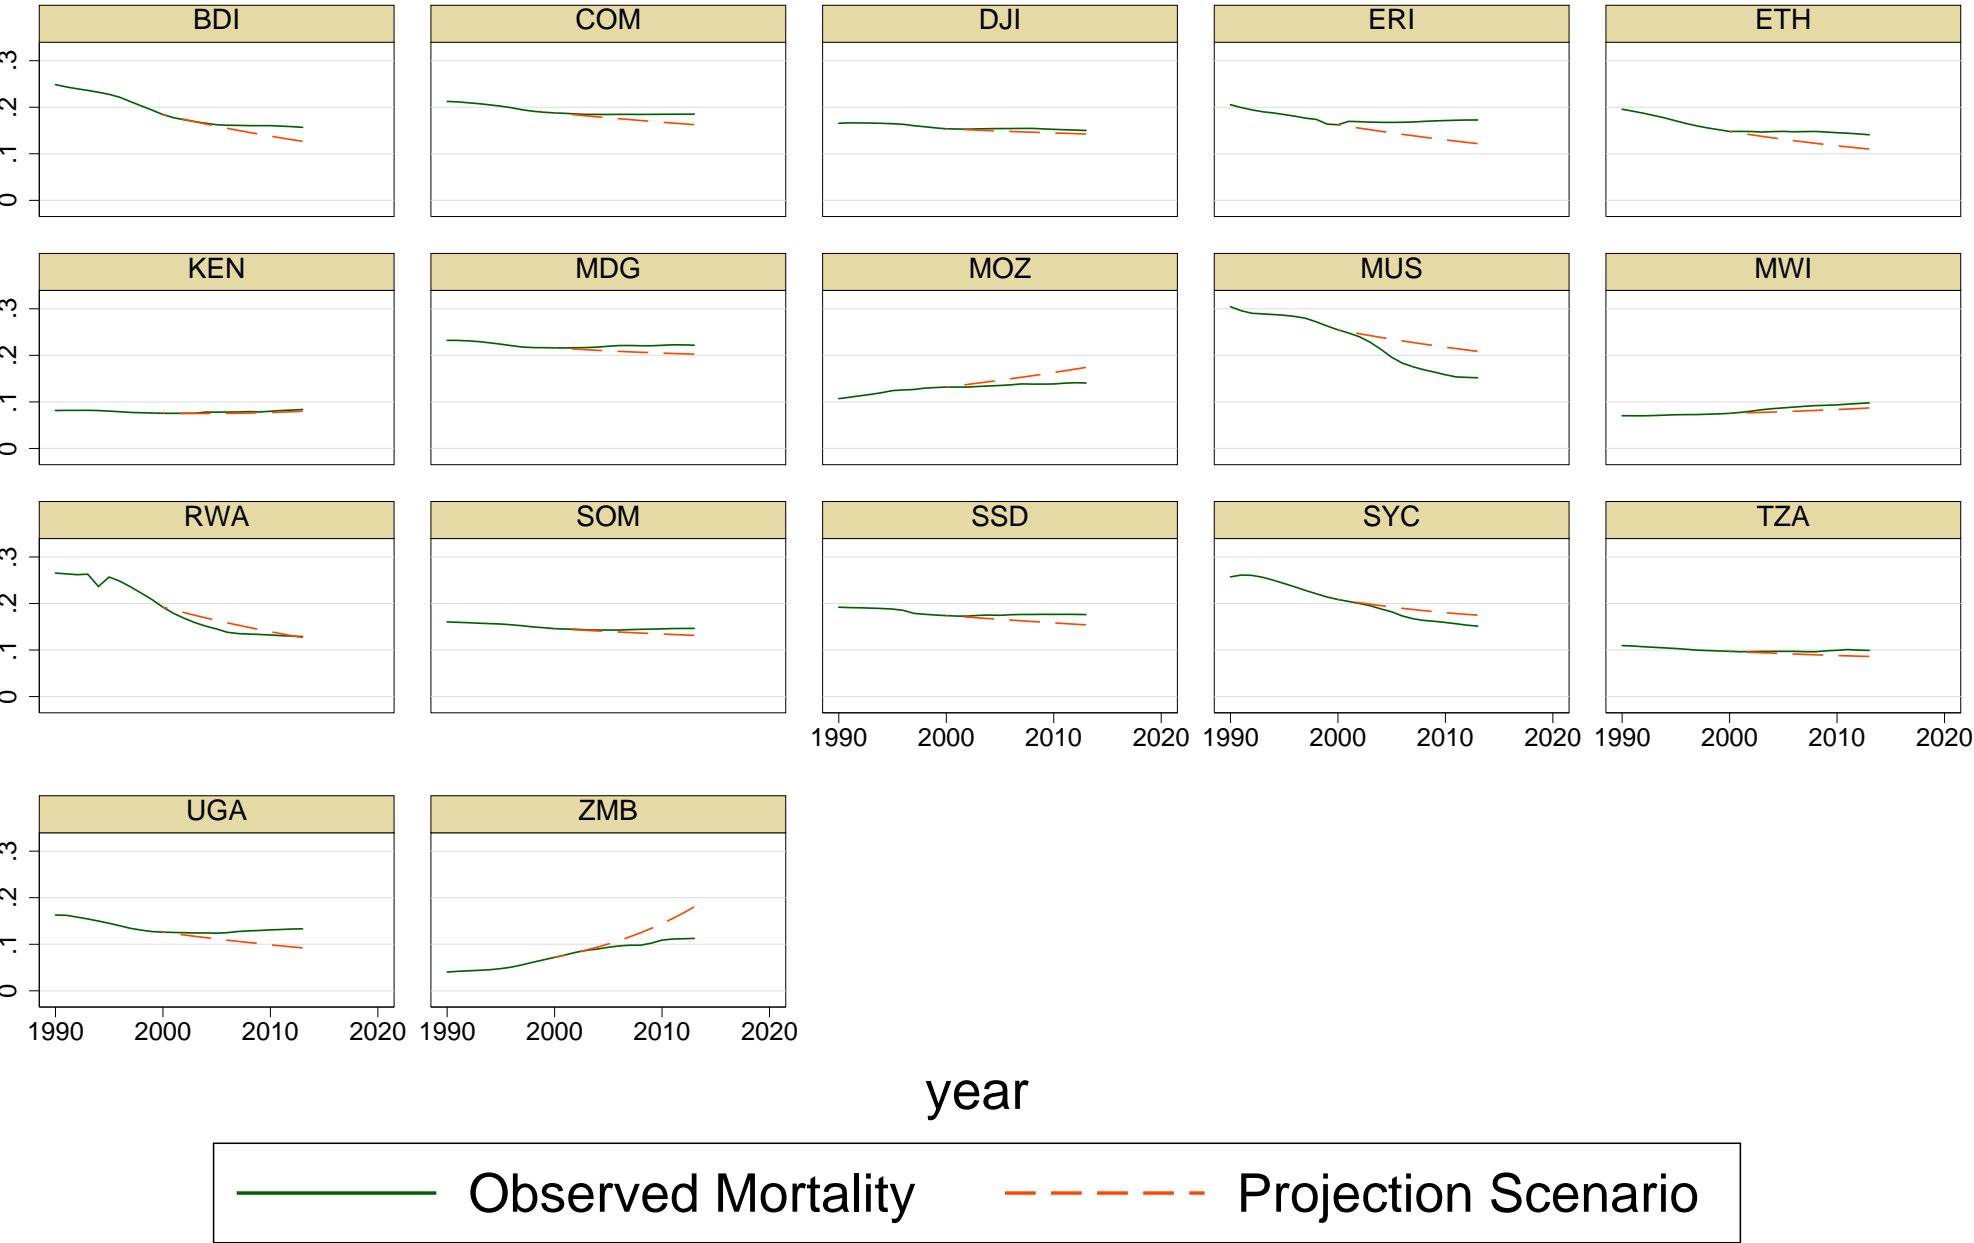 BDI COM DJI ERI ETH
.3
.2
.1
0
KEN MDG MOZ MUS MWI
.3
.2
.1
0
RWA SOM SSD SYC TZA
.3
.2
.1
0
1990 2000 2010 2020 1990 2000 2010 2020 1990 2000 2010 2020
UGA ZMB
.3
.2
.1
0
1990 2000 2010 2020 1990 2000 2010 2020
year
Observed Mortality Projection Scenario